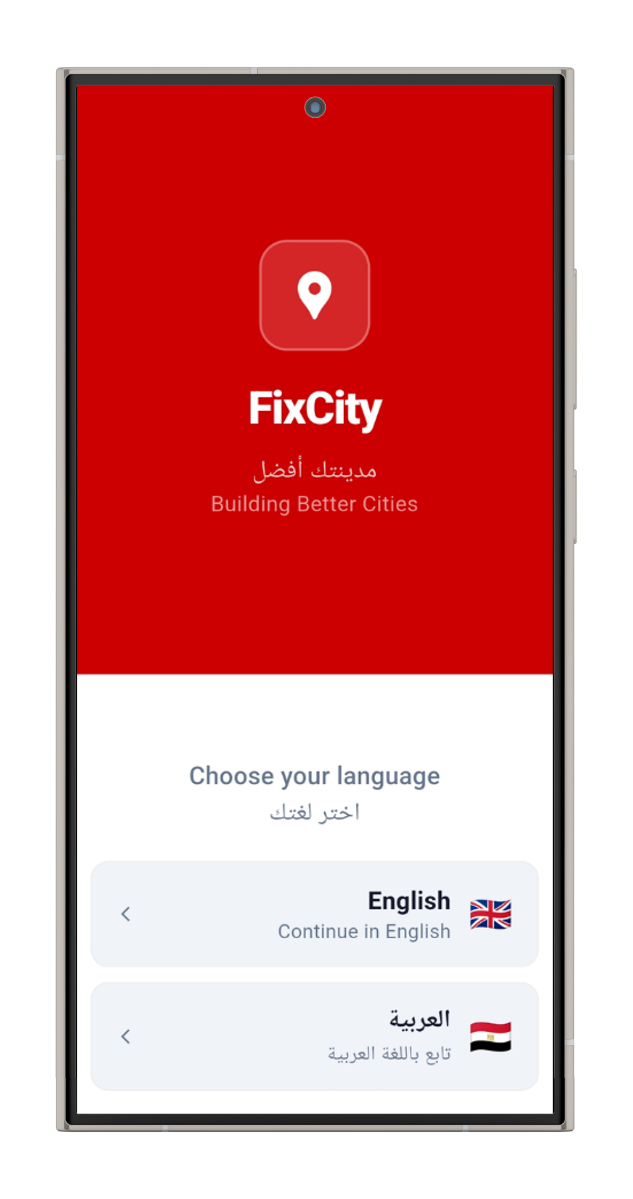 FixCity
مدينتك أفضل
Building Better Cities
Choose your language
اختر لغتك
English
Continue in English
العربية
تابع باللغة العربية